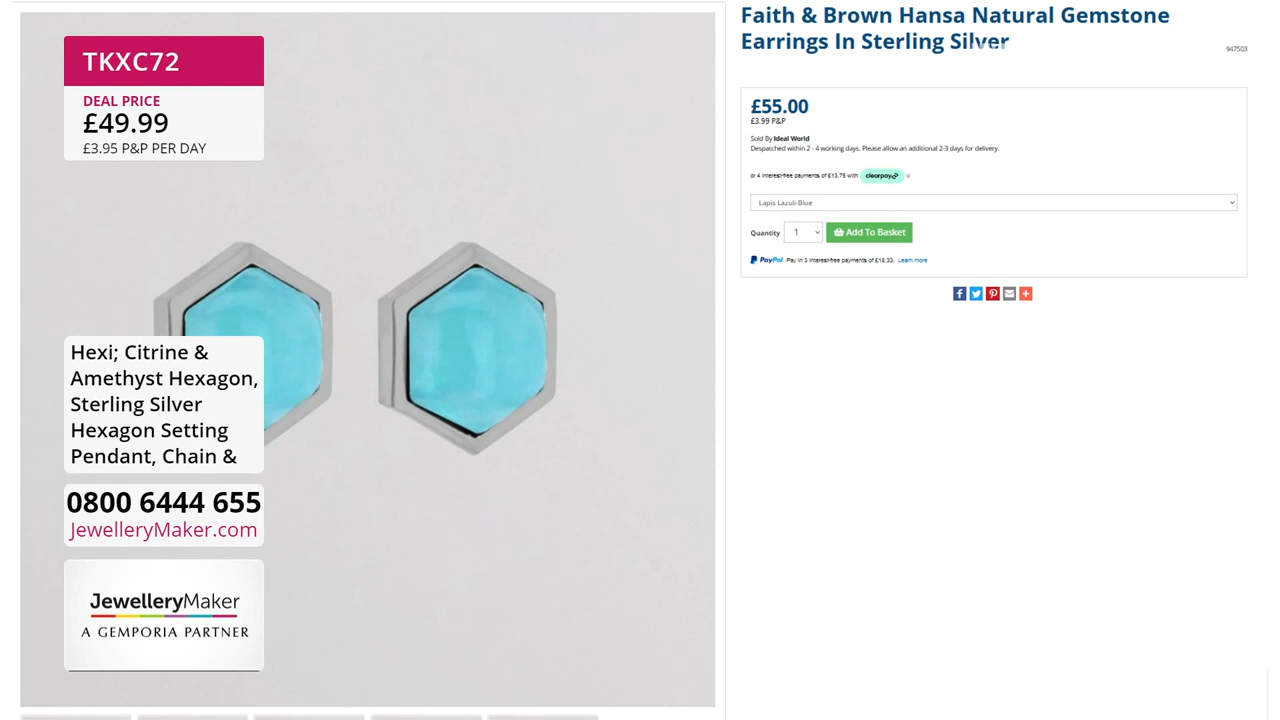 TKXC72
DEAL PRICE
£49.99
£3.95 P&P PER DAY
Hexi; Citrine &
Amethyst Hexagon,
Sterling Silver
Hexagon Setting
Pendant, Chain &
0800 6444 655
JewelleryMaker.com
JewelleryMaker
A GEMPORIA PARTNER
Faith & Brown Hansa Natural Gemstone
Earrings In Sterling Silver
947503
£55.00
£3.99 P&P
Sold By Ideal World
Despatched within 2 - 4 working days. Please allow an additional 2-3 days for delivery.
or 4 interest-free payments of £13.75 with clearpay
Lapis Lazuli-Blue
Quantity 1 Add To Basket
PayPal Pay in 3 interest-free payments of £18.33. Learn more